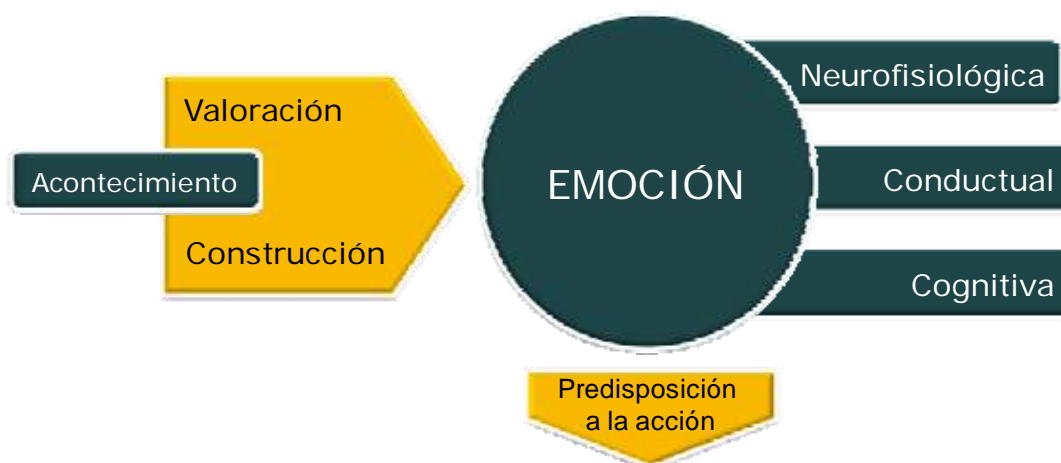 Valoración
Acontecimiento
Construcción
EMOCIÓN
Neurofisiológica
Conductual
Cognitiva
Predisposición
a la acción